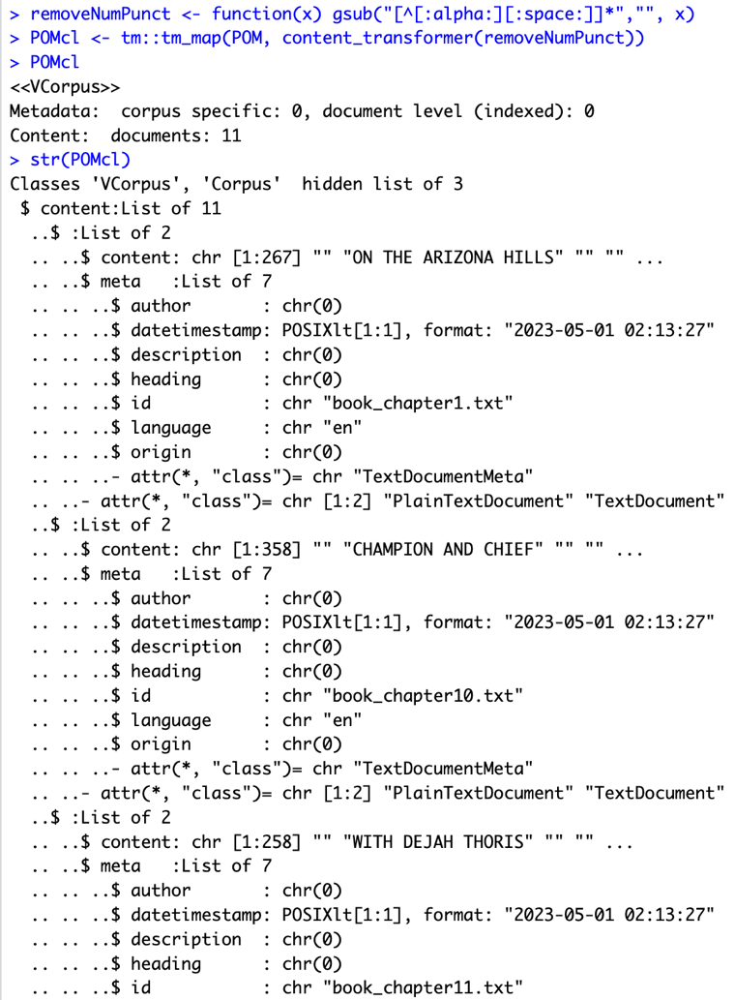 > removeNumPunct <- function(x) gsub("[^[:alpha:][:space:]]*","", x)
> POMcl <- tm::tm_map(POM, content_transformer(removeNumPunct))
> POMcl
<<VCorpus>>
Metadata:  corpus specific: 0, document level (indexed): 0
Content:  documents: 11
> str(POMcl)
Classes 'VCorpus', 'Corpus'  hidden list of 3
 $ content:List of 11
  ..$ :List of 2
  .. ..$ content: chr [1:267] "" "ON THE ARIZONA HILLS" "" "" ...
  .. ..$ meta   :List of 7
  .. .. ..$ author       : chr(0)
  .. .. ..$ datetimestamp: POSIXlt[1:1], format: "2023-05-01 02:13:27"
  .. .. ..$ description  : chr(0)
  .. .. ..$ heading      : chr(0)
  .. .. ..$ id           : chr "book_chapter1.txt"
  .. .. ..$ language     : chr "en"
  .. .. ..$ origin       : chr(0)
  .. .. ..- attr(*, "class")= chr "TextDocumentMeta"
  .. ..- attr(*, "class")= chr [1:2] "PlainTextDocument" "TextDocument"
  ..$ :List of 2
  .. ..$ content: chr [1:358] "" "CHAMPION AND CHIEF" "" "" ...
  .. ..$ meta   :List of 7
  .. .. ..$ author       : chr(0)
  .. .. ..$ datetimestamp: POSIXlt[1:1], format: "2023-05-01 02:13:27"
  .. .. ..$ description  : chr(0)
  .. .. ..$ heading      : chr(0)
  .. .. ..$ id           : chr "book_chapter10.txt"
  .. .. ..$ language     : chr "en"
  .. .. ..$ origin       : chr(0)
  .. .. ..- attr(*, "class")= chr "TextDocumentMeta"
  .. ..- attr(*, "class")= chr [1:2] "PlainTextDocument" "TextDocument"
  ..$ :List of 2
  .. ..$ content: chr [1:258] "" "WITH DEJAH THORIS" "" "" ...
  .. ..$ meta   :List of 7
  .. .. ..$ author       : chr(0)
  .. .. ..$ datetimestamp: POSIXlt[1:1], format: "2023-05-01 02:13:27"
  .. .. ..$ description  : chr(0)
  .. .. ..$ heading      : chr(0)
  .. .. ..$ id           : chr "book_chapter11.txt"